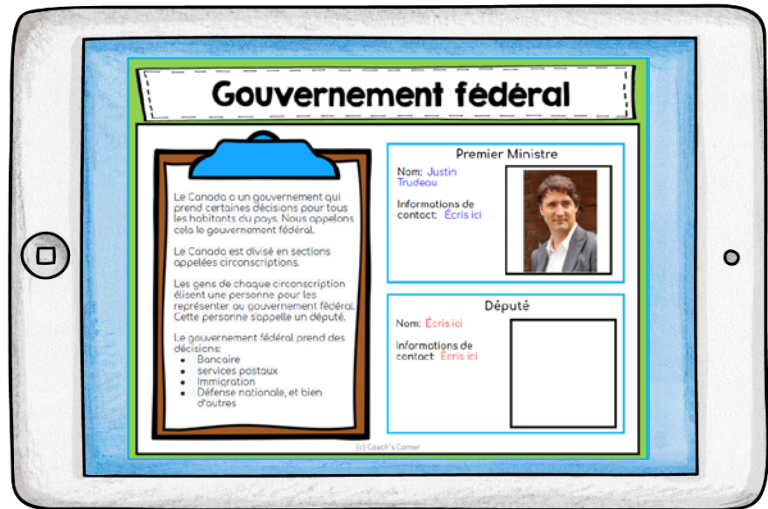 Gouvernement fédéral
Le Canada a un gouvernement qui
prend certaines décisions pour tous
les habitants du pays. Nous appelons
cela le gouvernement fédéral.
Le Canada est divisé en sections
appelées circonscriptions.
Les gens de chaque circonscription
élisent une personne pour les
représenter au gouvernement fédéral.
Cette personne s'appelle un député.
Le gouvernement fédéral prend des
décisions:
• Bancaire
• services postaux
• Immigration
• Défense nationale, et bien
d'autres
Premier Ministre
Nom: Justin
Trudeau
Informations de
contact: Écris ici
Député
Nom: Écris ici
Informations de
contact: Écris ici
(c) Coach's Corner